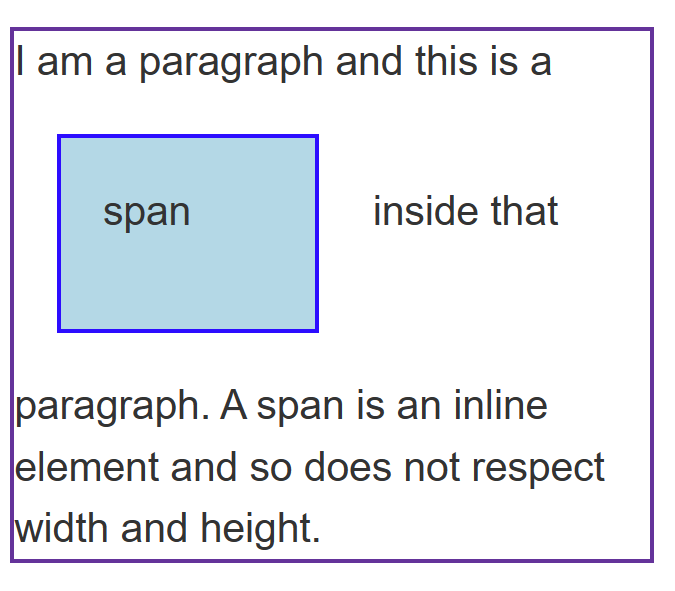 I am a paragraph and this is a
span inside that
paragraph. A span is an inline
element and so does not respect
width and height.